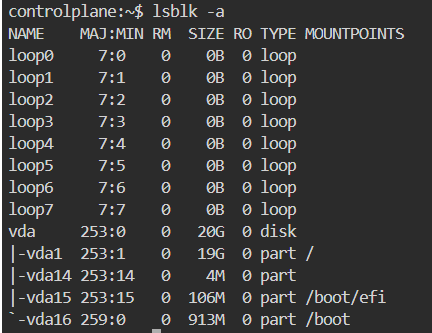 controlplane:~$ lsblk -a
NAME    MAJ:MIN RM  SIZE RO TYPE MOUNTPOINTS
loop0     7:0    0    0B  0 loop
loop1     7:1    0    0B  0 loop
loop2     7:2    0    0B  0 loop
loop3     7:3    0    0B  0 loop
loop4     7:4    0    0B  0 loop
loop5     7:5    0    0B  0 loop
loop6     7:6    0    0B  0 loop
loop7     7:7    0    0B  0 loop
vda     253:0    0   20G  0 disk
|-vda1  253:1    0   19G  0 part /
|-vda14 253:14   0    4M  0 part
|-vda15 253:15   0  106M  0 part /boot/efi
`-vda16 259:0    0  913M  0 part /boot